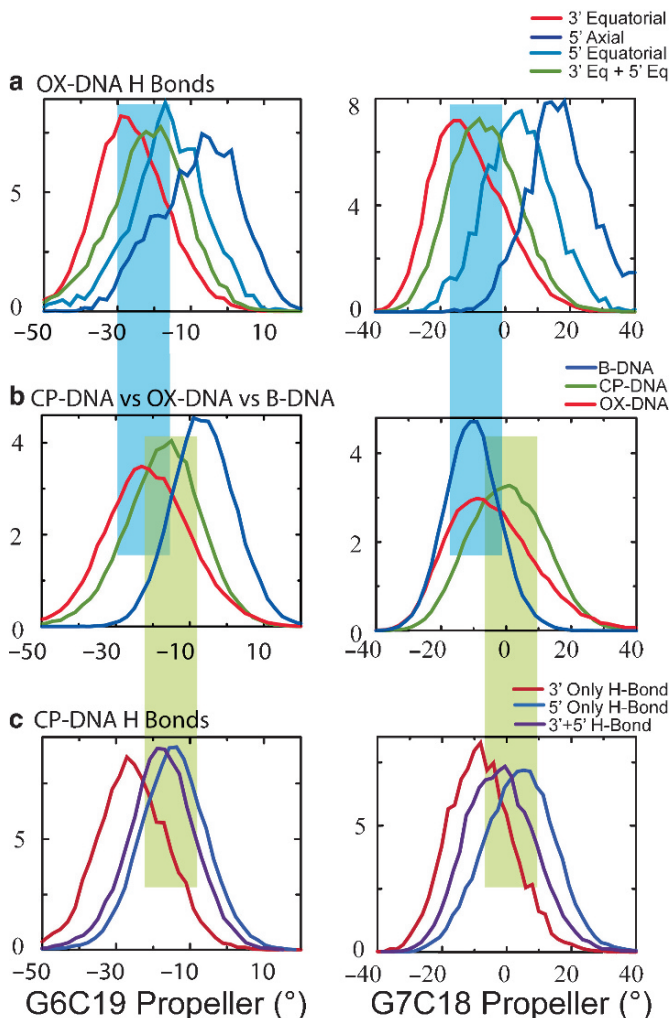 3' Equatorial
5' Axial
5' Equatorial
3' Eq + 5' Eq
a OX-DNA H Bonds
5
0
−50 −30 −10 10
8
6
4
2
0
−40 −20 0 20 40
B-DNA
CP-DNA
OX-DNA
b CP-DNA vs OX-DNA vs B-DNA
4
2
0
−50 −30 −10 10
4
2
0
−40 −20 0 20 40
3' Only H-Bond
5' Only H-Bond
3'+5' H-Bond
c CP-DNA H Bonds
5
0
−50 −30 −10 10
5
0
−40 −20 0 20 40
G6C19 Propeller (°)
G7C18 Propeller (°)